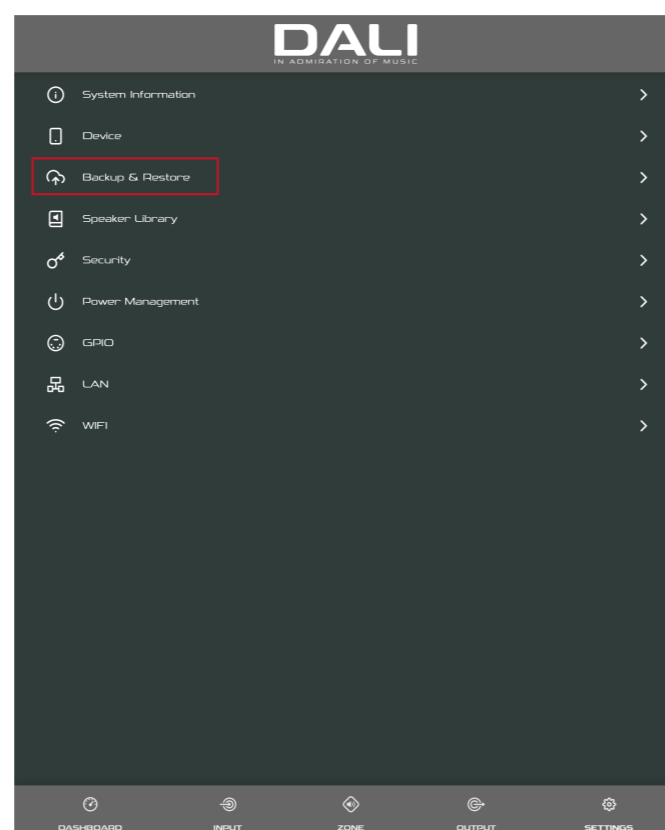 DALI
IN ADMIRATION OF MUSIC
System Information
Device
Backup & Restore
Speaker Library
Security
Power Management
GPIO
LAN
WIFI
DASHBOARD INPUT ZONE OUTPUT SETTINGS